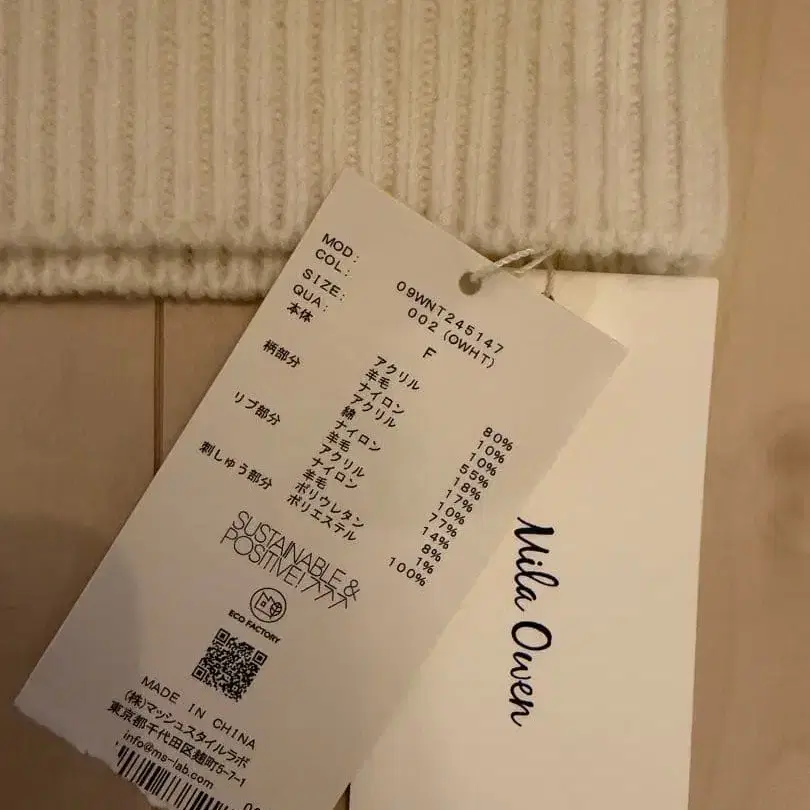 MOD: 09WNT245147
COL: 002 (OWHT)
SIZE: F
QUA:
本体 アクリル 80%
羊毛 10%
ナイロン 10%
柄部分 アクリル 55%
綿 18%
ナイロン 17%
羊毛 10%
リブ部分 アクリル 77%
ナイロン 14%
羊毛 8%
ポリウレタン 1%
刺しゅう部分 ポリエステル 100%
SUSTAINABLE &
POSITIVE!
ECO FACTORY
MADE IN CHINA
(株)マッシュスタイルラボ
東京都千代田区麹町5-7-1
info@ms-lab.com
Mila Owen